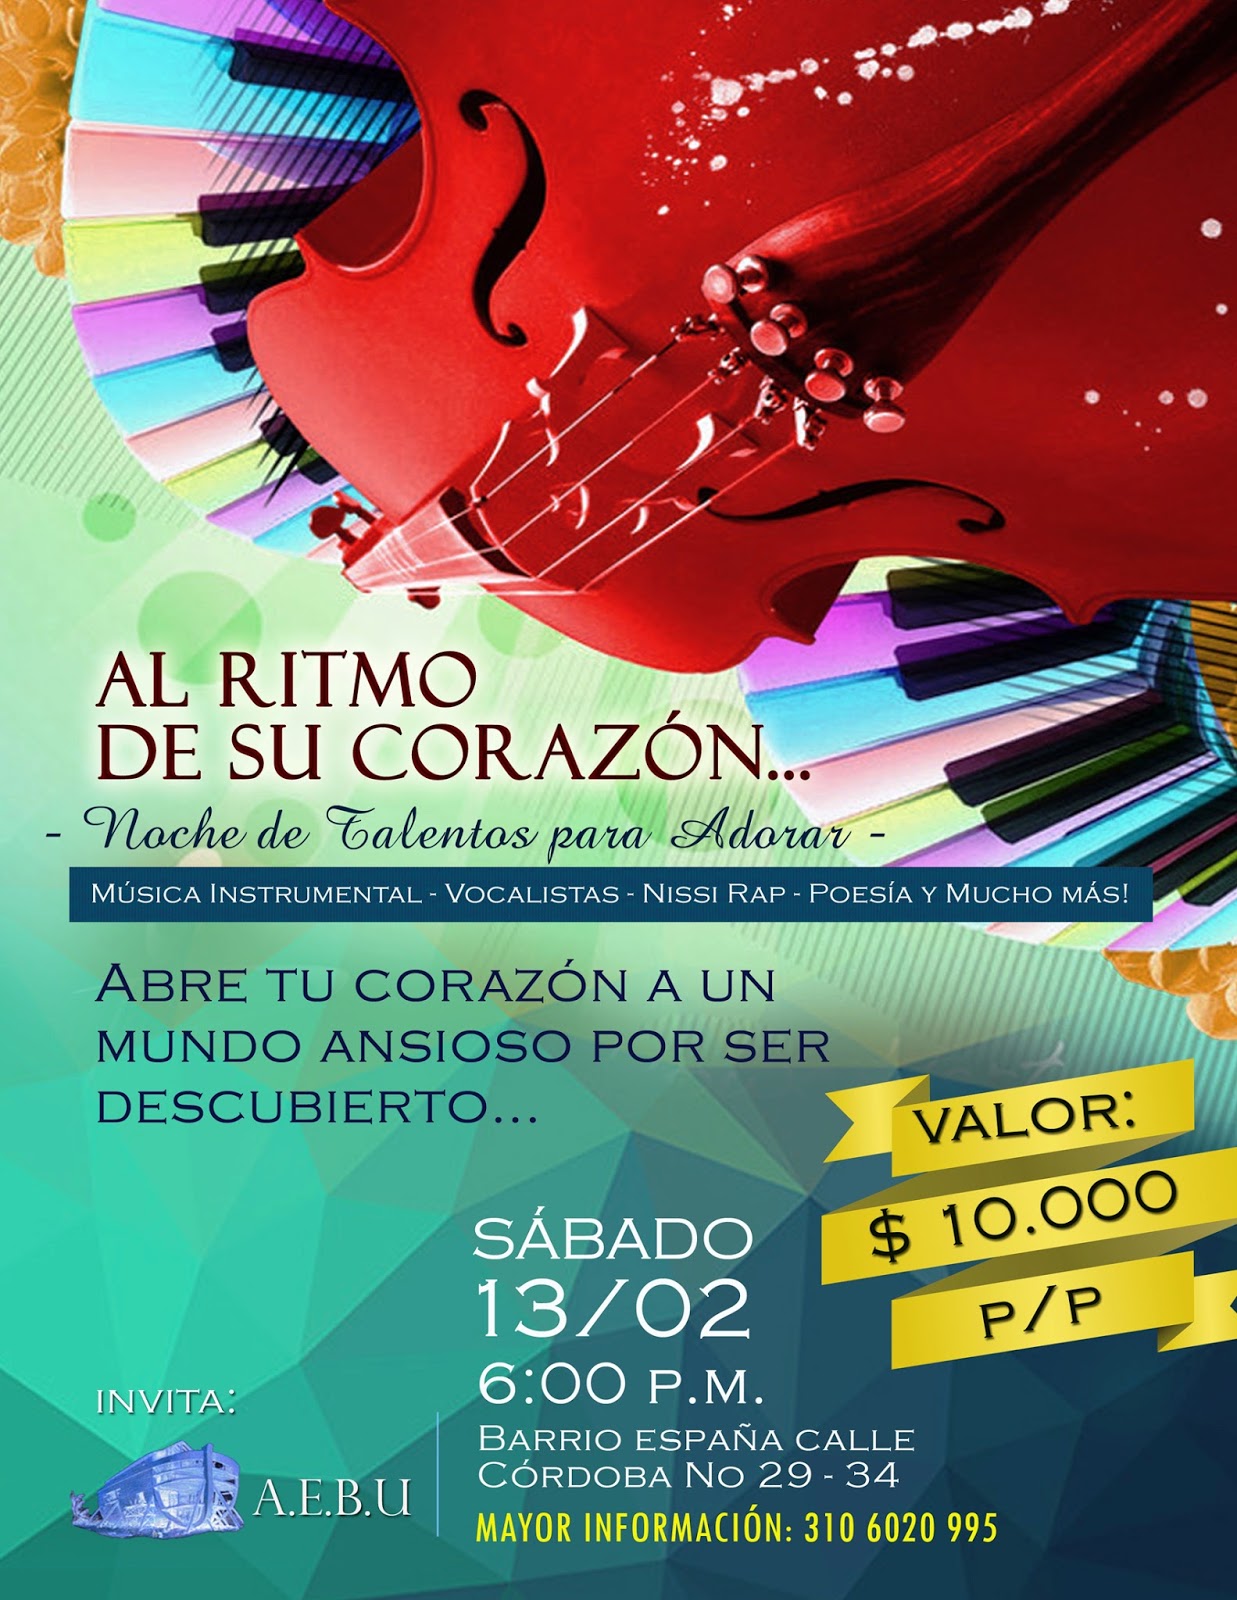 AL RITMO
DE SU CORAZÓN...
- Noche de Talentos para Adorar -
MÚSICA INSTRUMENTAL - VOCALISTAS - NISSI RAP - POESÍA Y MUCHO MÁS!
ABRE TU CORAZÓN A UN
MUNDO ANSIOSO POR SER
DESCUBIERTO...
VALOR:
$ 10.000
P/P
SÁBADO
13/02
6:00 P.M.
BARRIO ESPAÑA CALLE
CÓRDOBA NO 29 - 34
MAYOR INFORMACIÓN: 310 6020 995
INVITA:
A.E.B.U